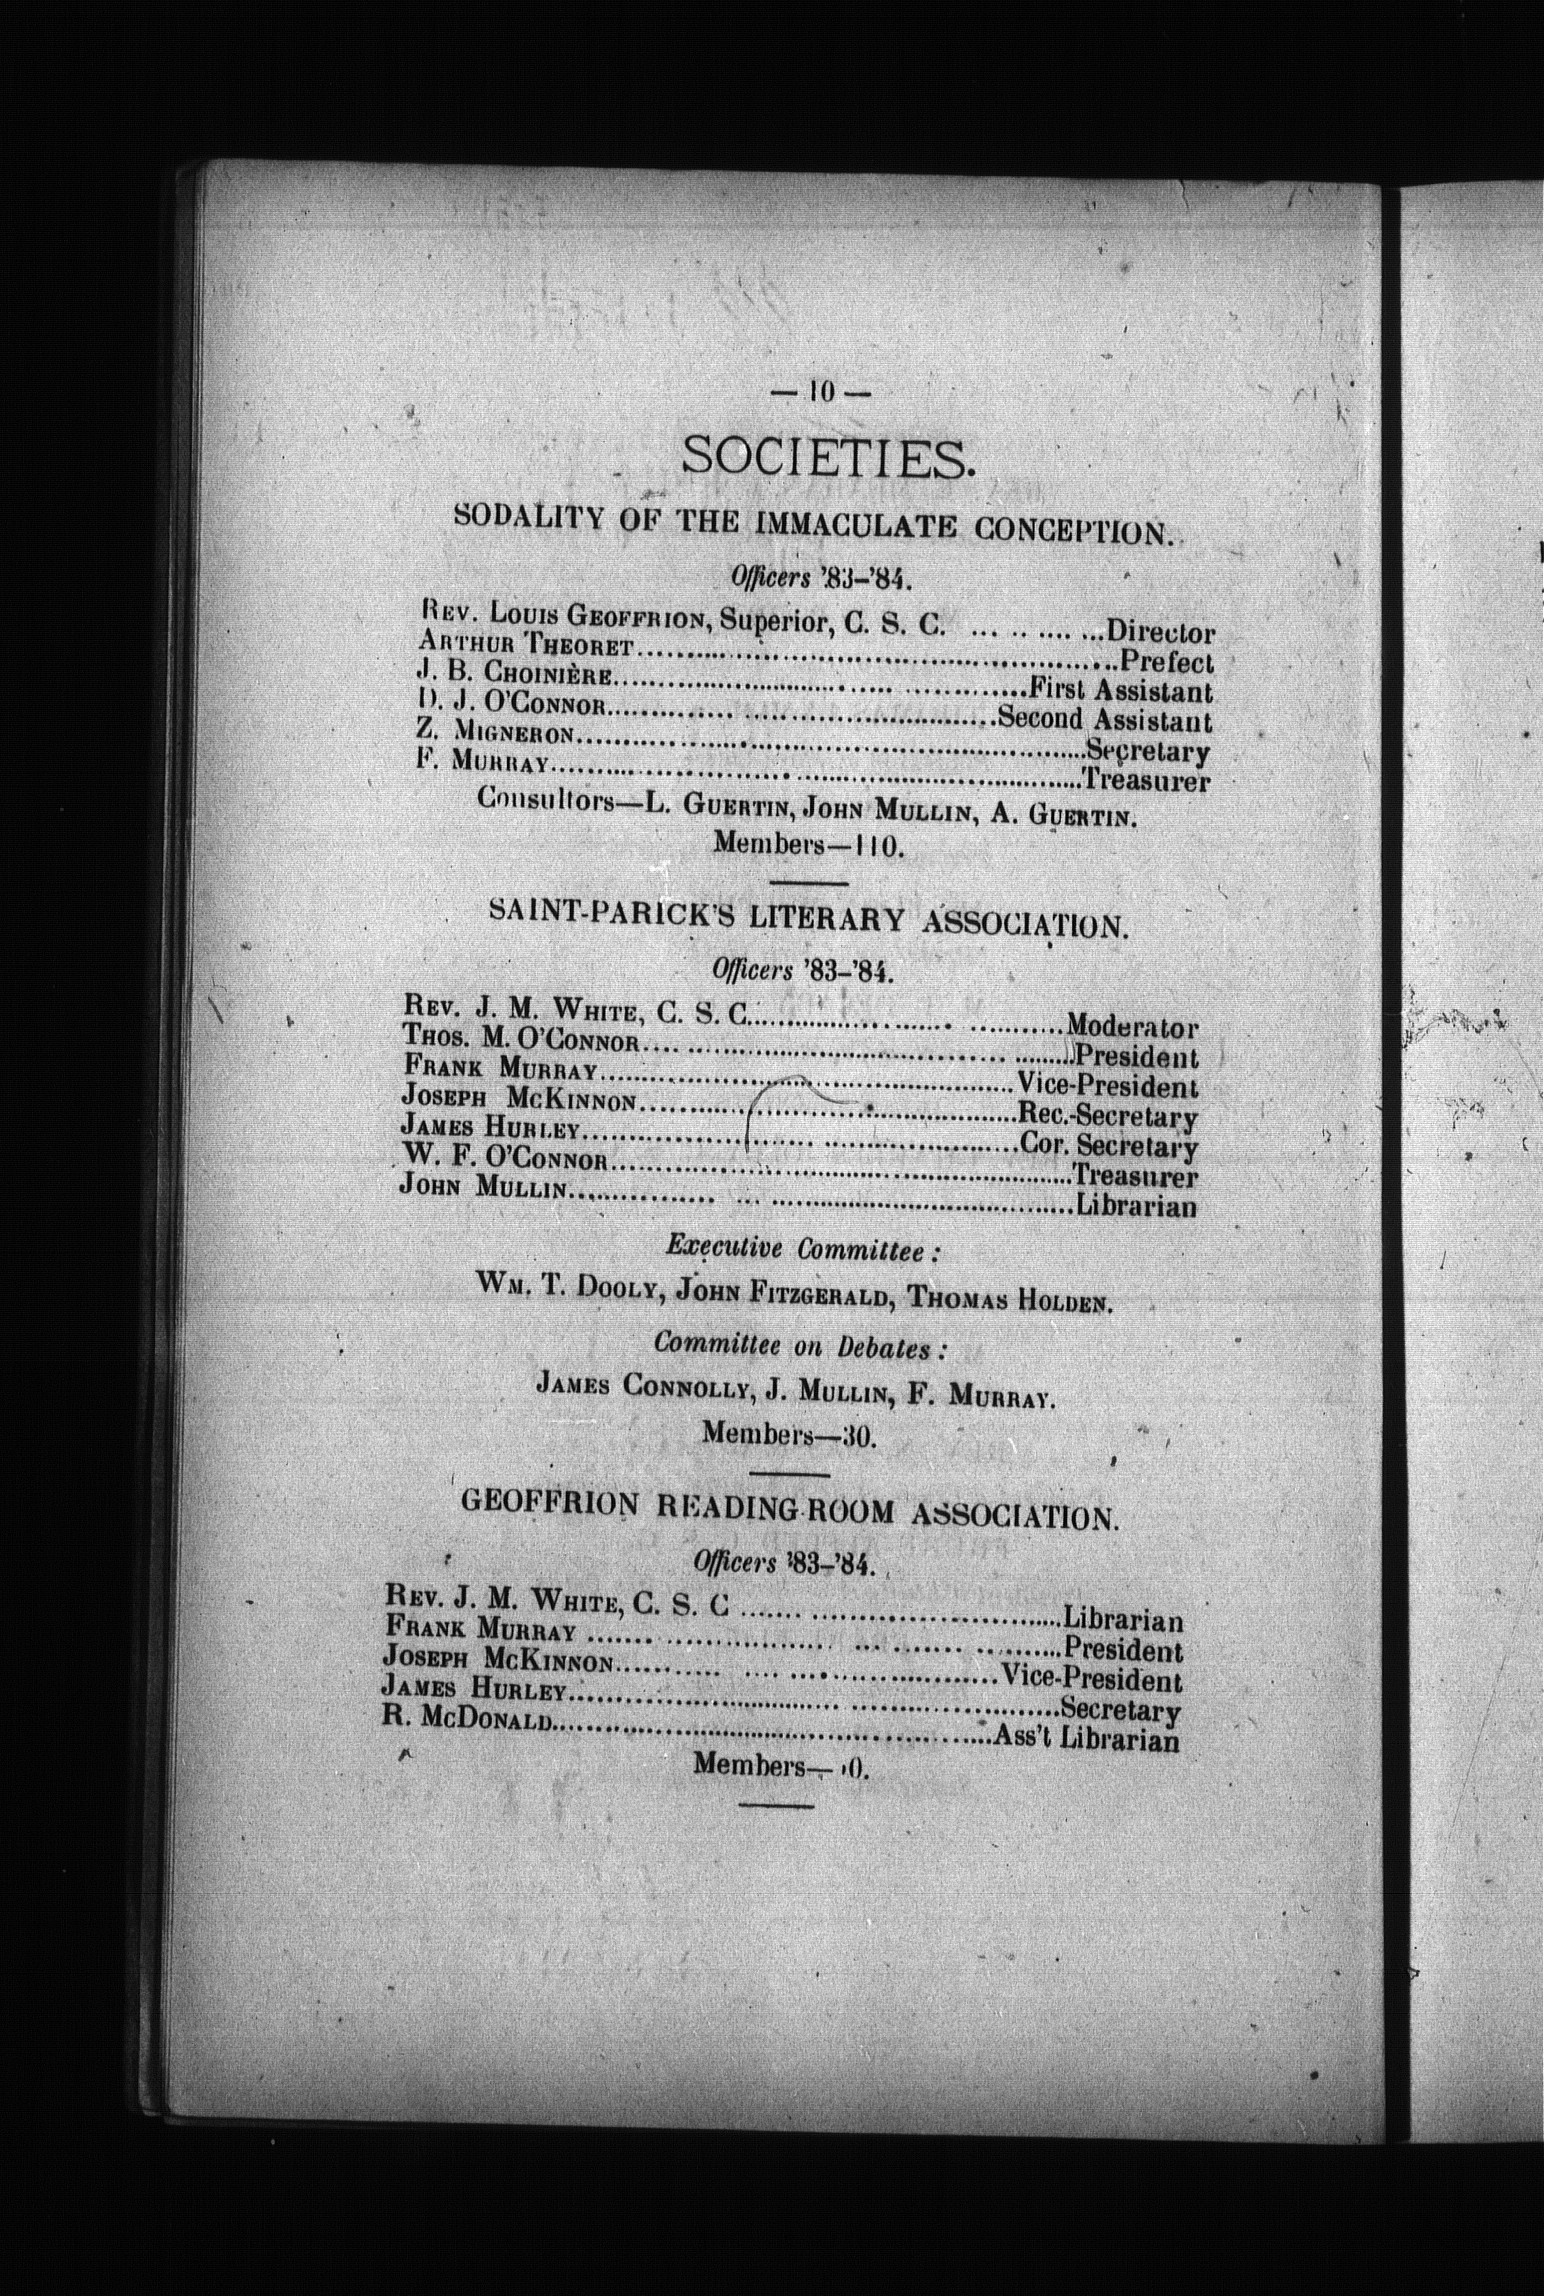 — 10 —
SOCIETIES.
SODALITY OF THE IMMACULATE CONCEPTION.
Officers '83-'84.
REV. LOUIS GEOFFRION, Superior, C. S. C. ... .. .... ...Director
ARTHUR THEORET..................................................Prefect
J. B. CHOINIÈRE..........................................First Assistant
D. J. O'CONNOR........................................Second Assistant
Z. MIGNERON....................................................Secretary
F. MURRAY......................................................Treasurer
Consultors—L. GUERTIN, JOHN MULLIN, A. GUERTIN.
Members—110.
SAINT-PARICK'S LITERARY ASSOCIATION.
Officers '83-'84.
REV. J. M. WHITE, C. S. C..................................Moderator
THOS. M. O'CONNOR..........................................President
FRANK MURRAY..........................................Vice-President
JOSEPH MCKINNON......................................Rec.-Secretary
JAMES HURLEY...........................................Cor. Secretary
W. F. O'CONNOR..............................................Treasurer
JOHN MULLIN..................................................Librarian
Executive Committee :
WM. T. DOOLY, JOHN FITZGERALD, THOMAS HOLDEN.
Committee on Debates :
JAMES CONNOLLY, J. MULLIN, F. MURRAY.
Members—30.
GEOFFRION READING-ROOM ASSOCIATION.
Officers '83-'84.
REV. J. M. WHITE, C. S. C ..................................Librarian
FRANK MURRAY ..............................................President
JOSEPH MCKINNON......................................Vice-President
JAMES HURLEY................................................Secretary
R. MCDONALD............................................Ass't Librarian
Members—